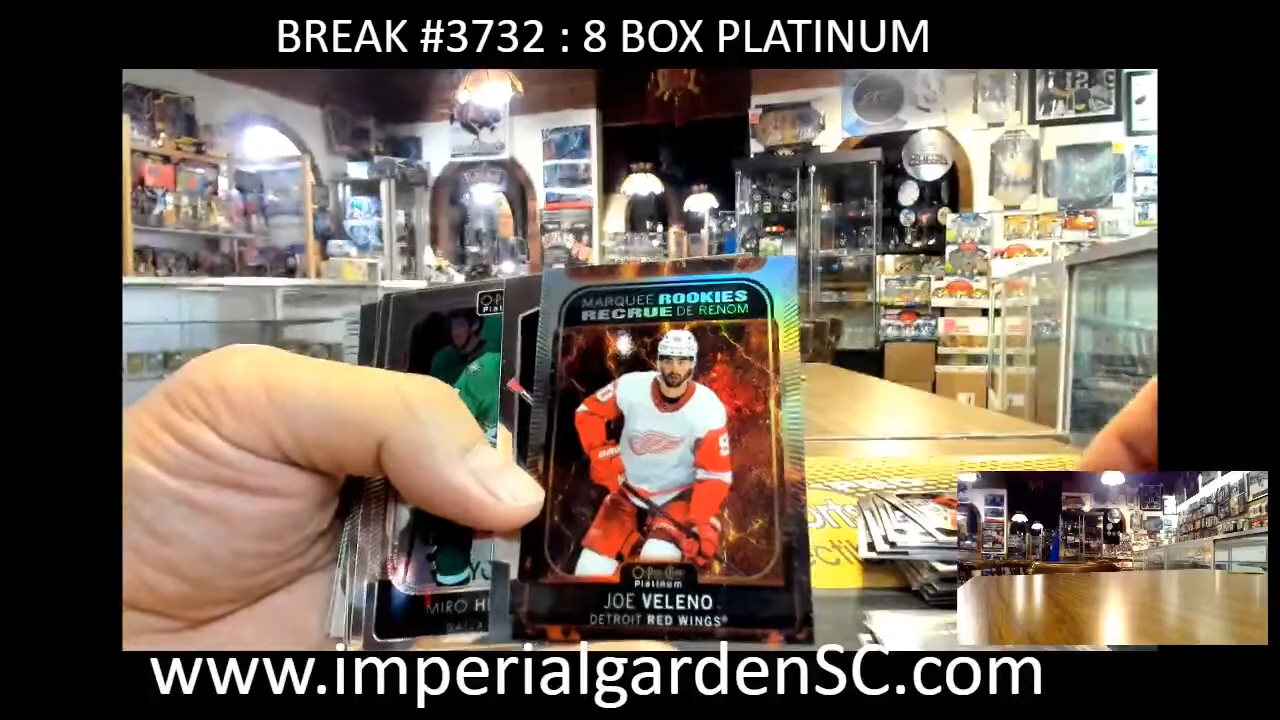 BREAK #3732 : 8 BOX PLATINUM
MARQUEE ROOKIES
RECRUE DE RENOM
O-Pee-Chee
Platinum
JOE VELENO
DETROIT RED WINGS
MIRO
www.imperialgardenSC.com